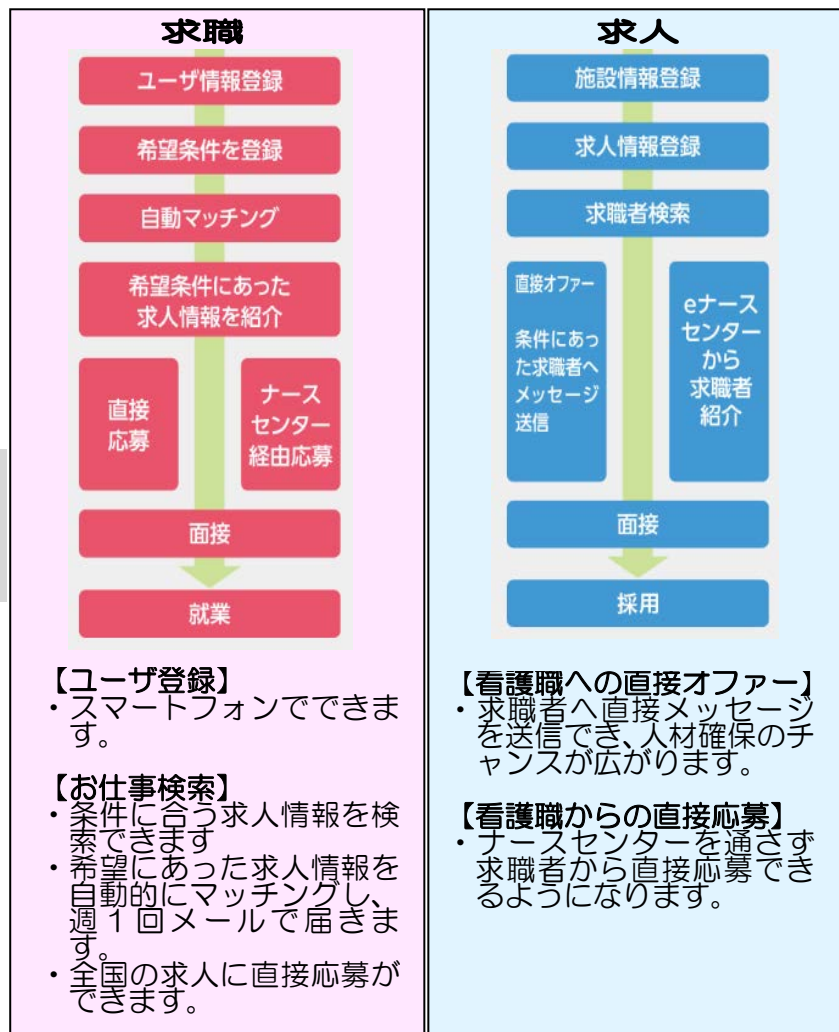 求職
ユーザ情報登録
希望条件を登録
自動マッチング
希望条件にあった
求人情報を紹介
直接
応募
ナース
センター
経由応募
面接
就業
【ユーザ登録】
・スマートフォンでできま
す。
【お仕事検索】
・条件に合う求人情報を検
索できます
・希望にあった求人情報を
自動的にマッチングし、
週1回メールで届きま
す。
・全国の求人に直接応募が
できます。
求人
施設情報登録
求人情報登録
求職者検索
直接オファー
条件にあっ
た求職者へ
メッセージ
送信
eナース
センター
から
求職者
紹介
面接
採用
【看護職への直接オファー】
・求職者へ直接メッセージ
を送信でき、人材確保のチ
ャンスが広がります。
【看護職からの直接応募】
・ナースセンターを通さず
求職者から直接応募でき
るようになります。